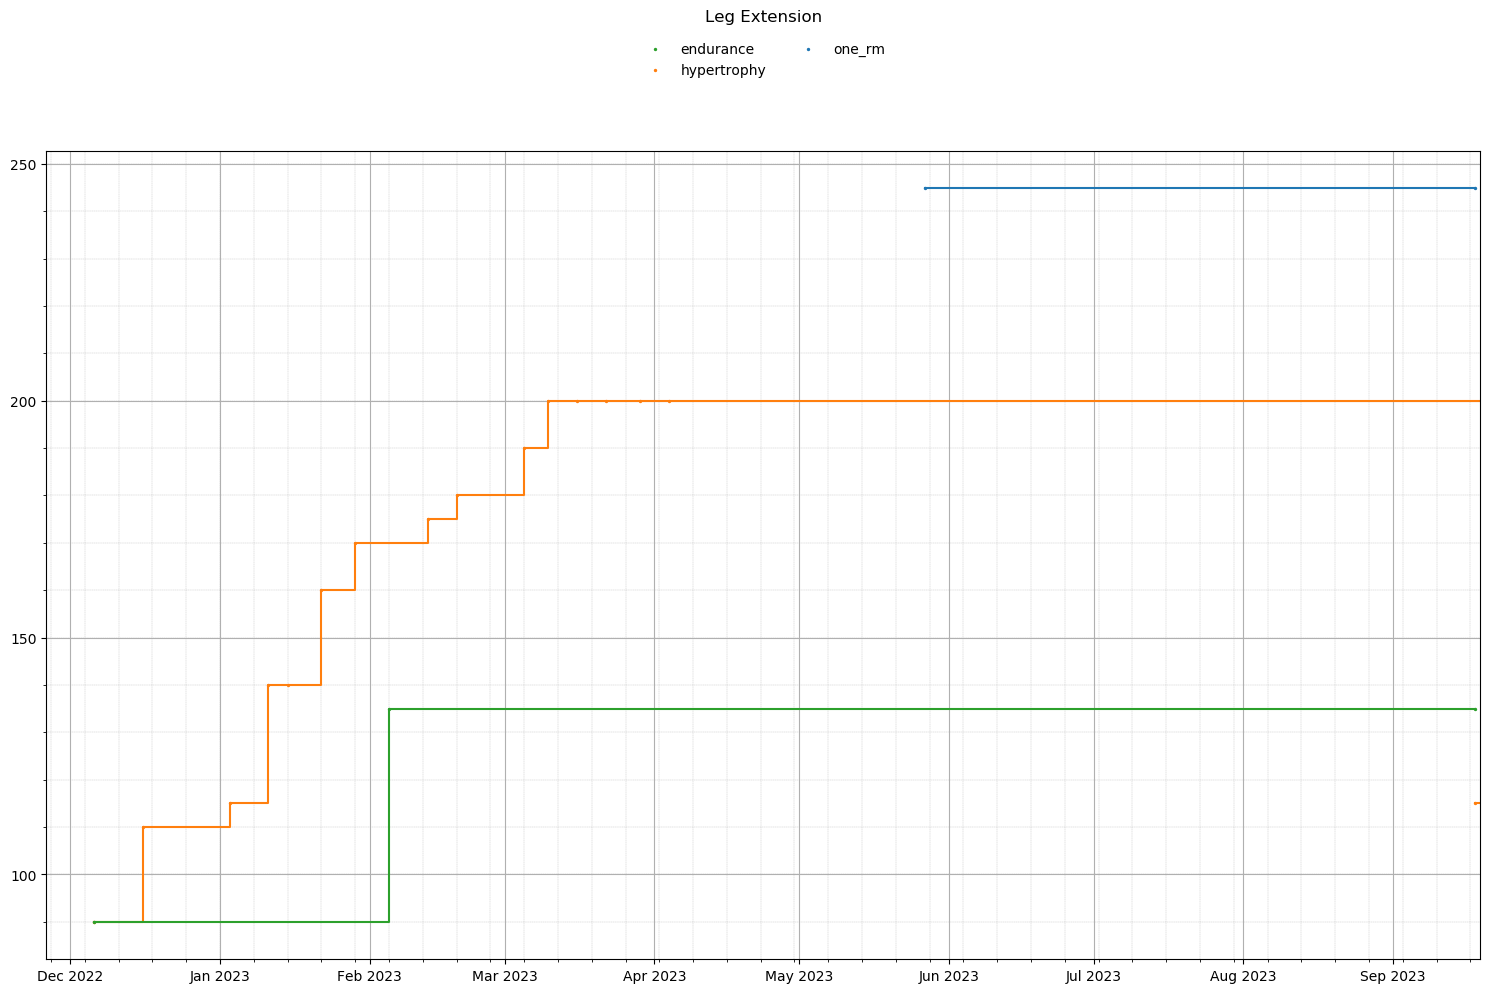 Leg Extension
endurance
hypertrophy
one_rm
250
200
150
100
Dec 2022
Jan 2023
Feb 2023
Mar 2023
Apr 2023
May 2023
Jun 2023
Jul 2023
Aug 2023
Sep 2023